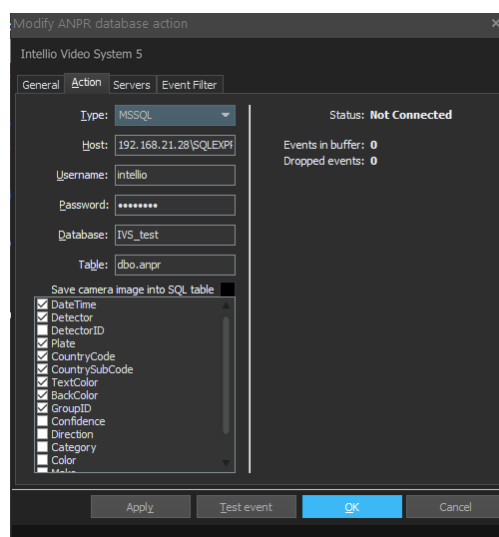 Modify ANPR database action
Intellio Video System 5
General Action Servers Event Filter
Type: MSSQL
Host: 192.168.21.28\SQLEXPR
Username: intellio
Password: ••••••••
Database: IVS_test
Table: dbo.anpr
Save camera image into SQL table
DateTime
Detector
DetectorID
Plate
CountryCode
CountrySubCode
TextColor
BackColor
GroupID
Confidence
Direction
Category
Color
Status: Not Connected
Events in buffer: 0
Dropped events: 0
Apply Test event OK Cancel